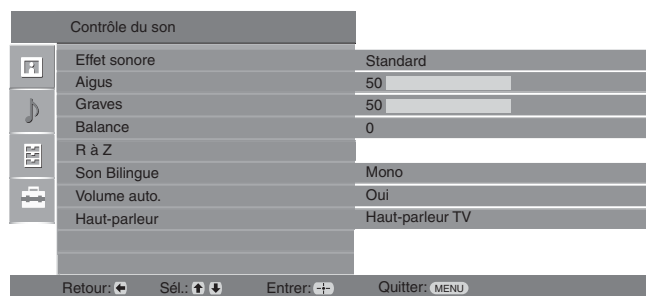 Contrôle du son
Effet sonore Standard
Aigus 50
Graves 50
Balance 0
R à Z
Son Bilingue Mono
Volume auto. Oui
Haut-parleur Haut-parleur TV
Retour: Sél.: Entrer: Quitter: MENU